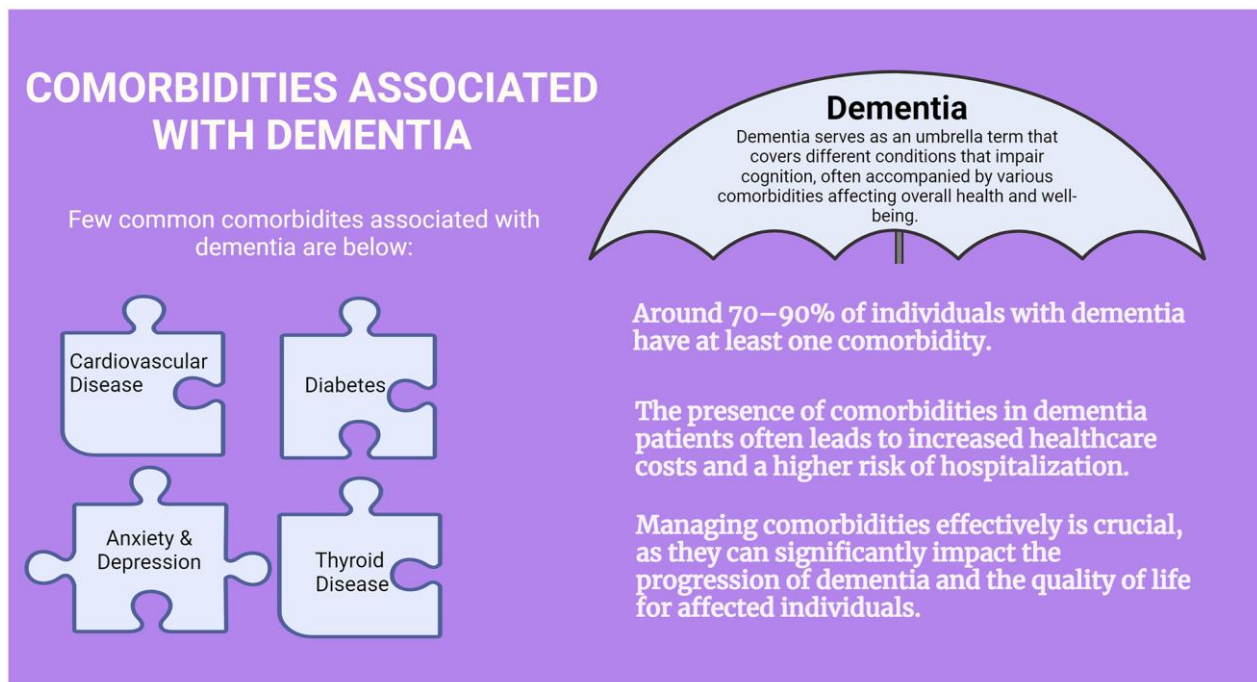 COMORBIDITIES ASSOCIATED
WITH DEMENTIA
Few common comorbidites associated with
dementia are below:
Cardiovascular
Disease
Diabetes
Anxiety &
Depression
Thyroid
Disease
Dementia
Dementia serves as an umbrella term that
covers different conditions that impair
cognition, often accompanied by various
comorbidities affecting overall health and well-
being.
Around 70–90% of individuals with dementia
have at least one comorbidity.
The presence of comorbidities in dementia
patients often leads to increased healthcare
costs and a higher risk of hospitalization.
Managing comorbidities effectively is crucial,
as they can significantly impact the
progression of dementia and the quality of life
for affected individuals.